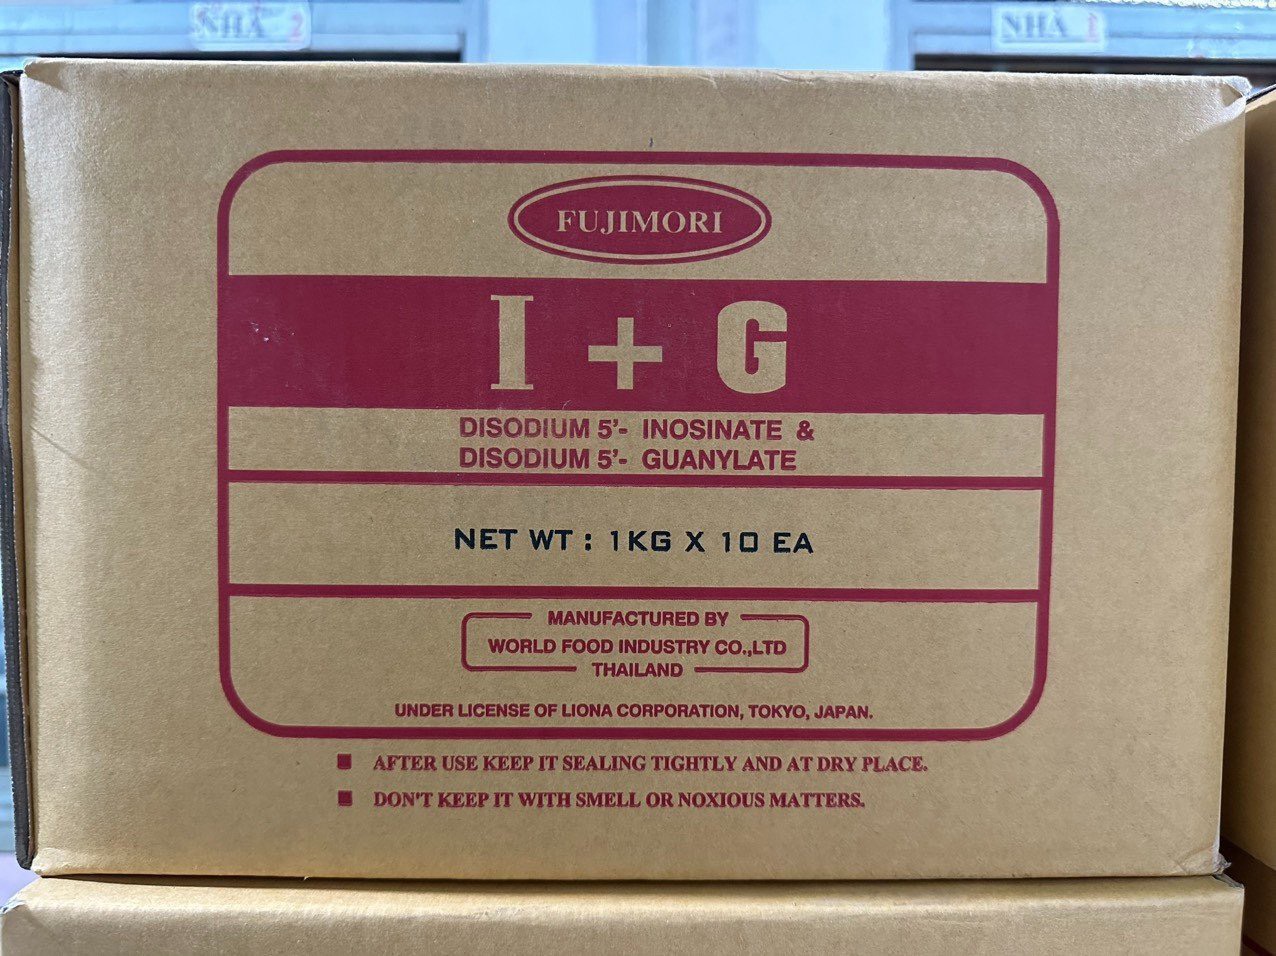 NHÀ 2
NHÀ 1
FUJIMORI
I + G
DISODIUM 5'- INOSINATE &
DISODIUM 5'- GUANYLATE
NET WT : 1KG X 10 EA
MANUFACTURED BY
WORLD FOOD INDUSTRY CO.,LTD
THAILAND
UNDER LICENSE OF LIONA CORPORATION, TOKYO, JAPAN.
■ AFTER USE KEEP IT SEALING TIGHTLY AND AT DRY PLACE.
■ DON'T KEEP IT WITH SMELL OR NOXIOUS MATTERS.